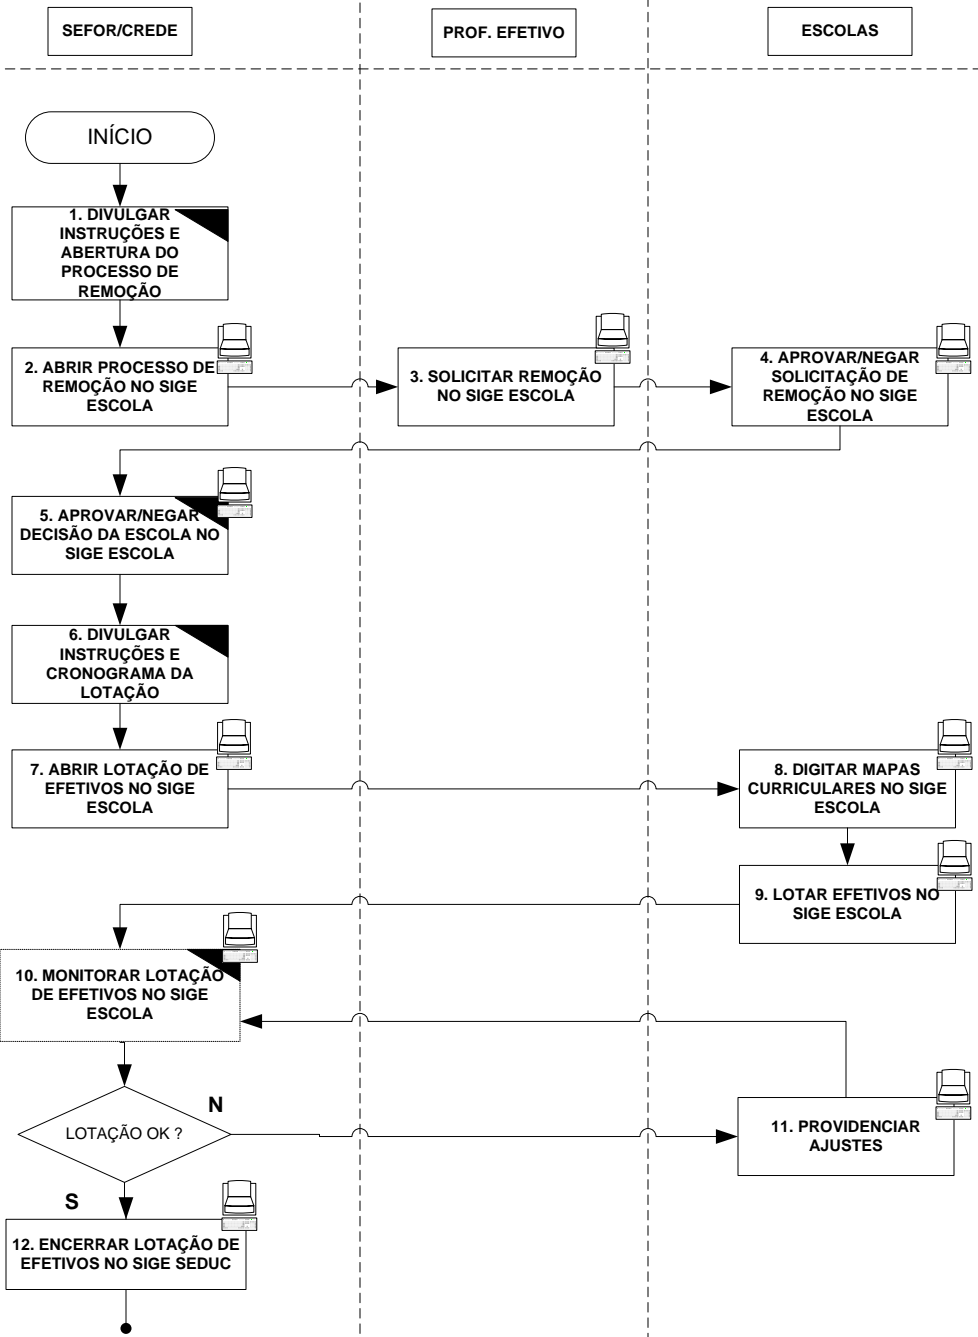 SEFOR/CREDE
PROF. EFETIVO
ESCOLAS
INÍCIO
1. DIVULGAR
INSTRUÇÕES E
ABERTURA DO
PROCESSO DE
REMOÇÃO
2. ABRIR PROCESSO DE
REMOÇÃO NO SIGE
ESCOLA
3. SOLICITAR REMOÇÃO
NO SIGE ESCOLA
4. APROVAR/NEGAR
SOLICITAÇÃO DE
REMOÇÃO NO SIGE
ESCOLA
5. APROVAR/NEGAR
DECISÃO DA ESCOLA NO
SIGE ESCOLA
6. DIVULGAR
INSTRUÇÕES E
CRONOGRAMA DA
LOTAÇÃO
7. ABRIR LOTAÇÃO DE
EFETIVOS NO SIGE
ESCOLA
8. DIGITAR MAPAS
CURRICULARES NO SIGE
ESCOLA
9. LOTAR EFETIVOS NO
SIGE ESCOLA
10. MONITORAR LOTAÇÃO
DE EFETIVOS NO SIGE
ESCOLA
LOTAÇÃO OK ?
N
11. PROVIDENCIAR
AJUSTES
S
12. ENCERRAR LOTAÇÃO DE
EFETIVOS NO SIGE SEDUC